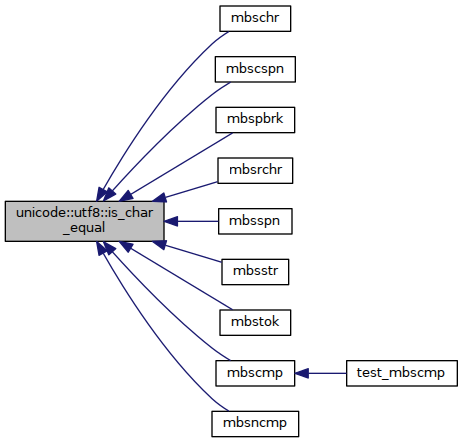 mbschr
mbscspn
mbspbrk
mbsrchr
unicode::utf8::is_char
_equal
mbsspn
mbsstr
mbstok
mbscmp
test_mbscmp
mbsncmp